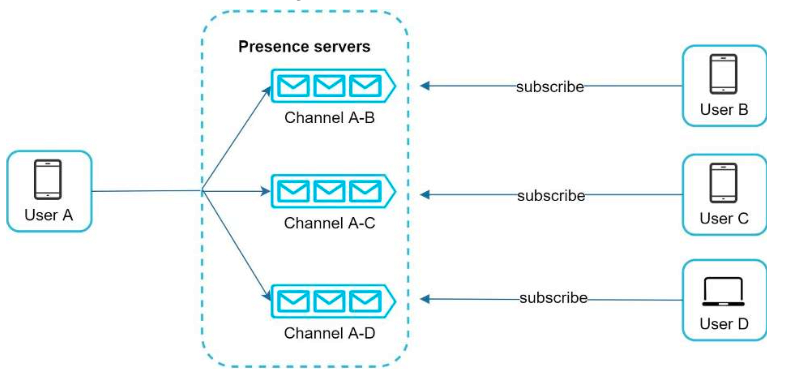 Presence servers
Channel A-B
subscribe
User B
User A
Channel A-C
subscribe
User C
Channel A-D
subscribe
User D